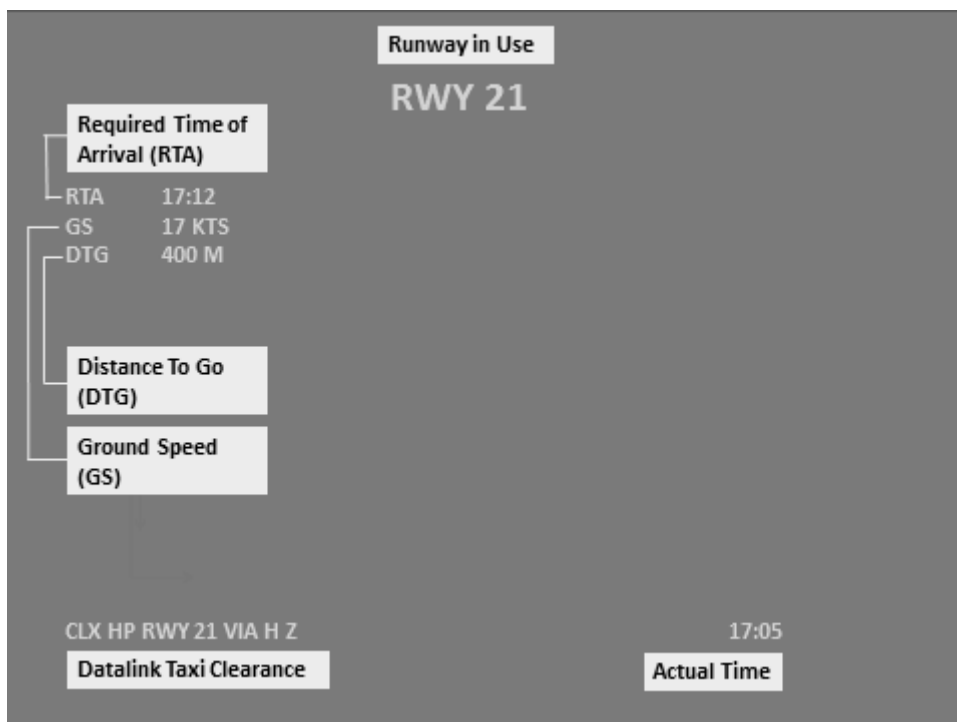 Runway in Use
RWY 21
Required Time of
Arrival (RTA)
RTA 17:12
GS 17 KTS
DTG 400 M
Distance To Go
(DTG)
Ground Speed
(GS)
CLX HP RWY 21 VIA H Z
17:05
Datalink Taxi Clearance
Actual Time